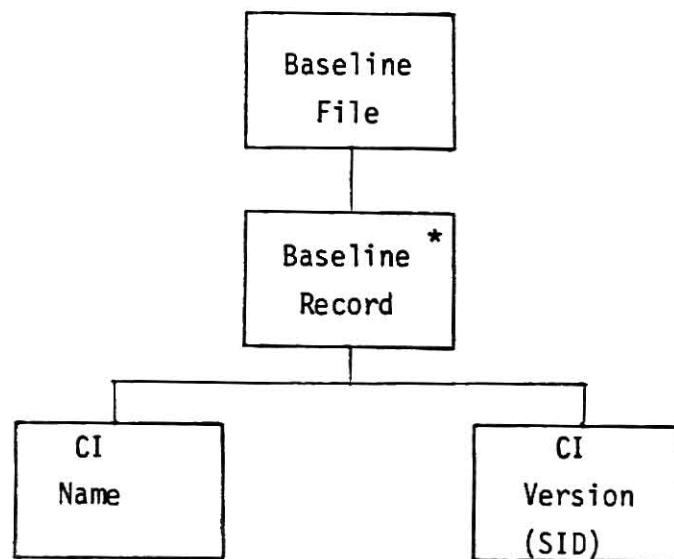 Baseline
File
Baseline *
Record
CI
Name
CI
Version
(SID)